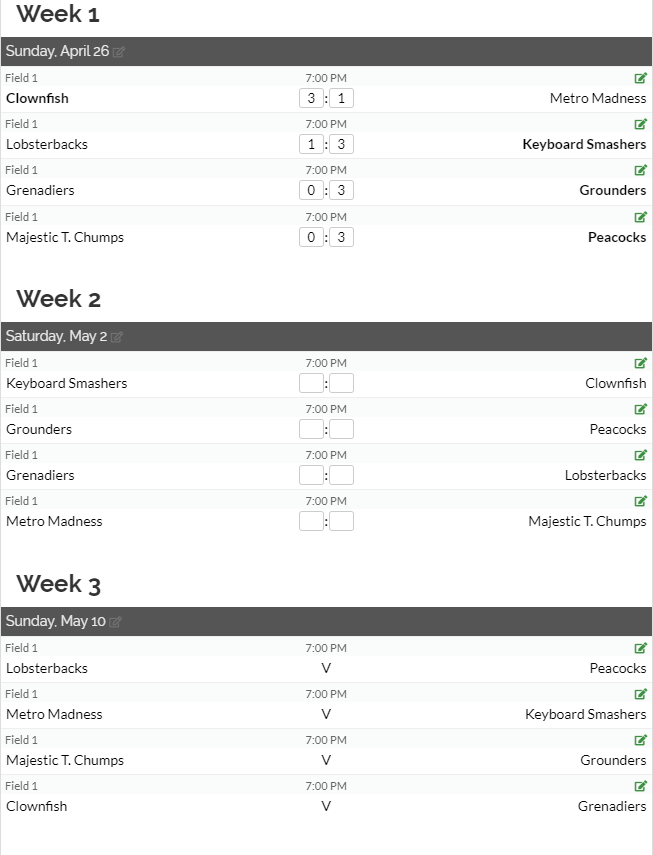 Week 1
Sunday, April 26
Field 1 7:00 PM
Clownfish 3 : 1 Metro Madness
Field 1 7:00 PM
Lobsterbacks 1 : 3 Keyboard Smashers
Field 1 7:00 PM
Grenadiers 0 : 3 Grounders
Field 1 7:00 PM
Majestic T. Chumps 0 : 3 Peacocks
Week 2
Saturday, May 2
Field 1 7:00 PM
Keyboard Smashers : Clownfish
Field 1 7:00 PM
Grounders : Peacocks
Field 1 7:00 PM
Grenadiers : Lobsterbacks
Field 1 7:00 PM
Metro Madness : Majestic T. Chumps
Week 3
Sunday, May 10
Field 1 7:00 PM
Lobsterbacks V Peacocks
Field 1 7:00 PM
Metro Madness V Keyboard Smashers
Field 1 7:00 PM
Majestic T. Chumps V Grounders
Field 1 7:00 PM
Clownfish V Grenadiers